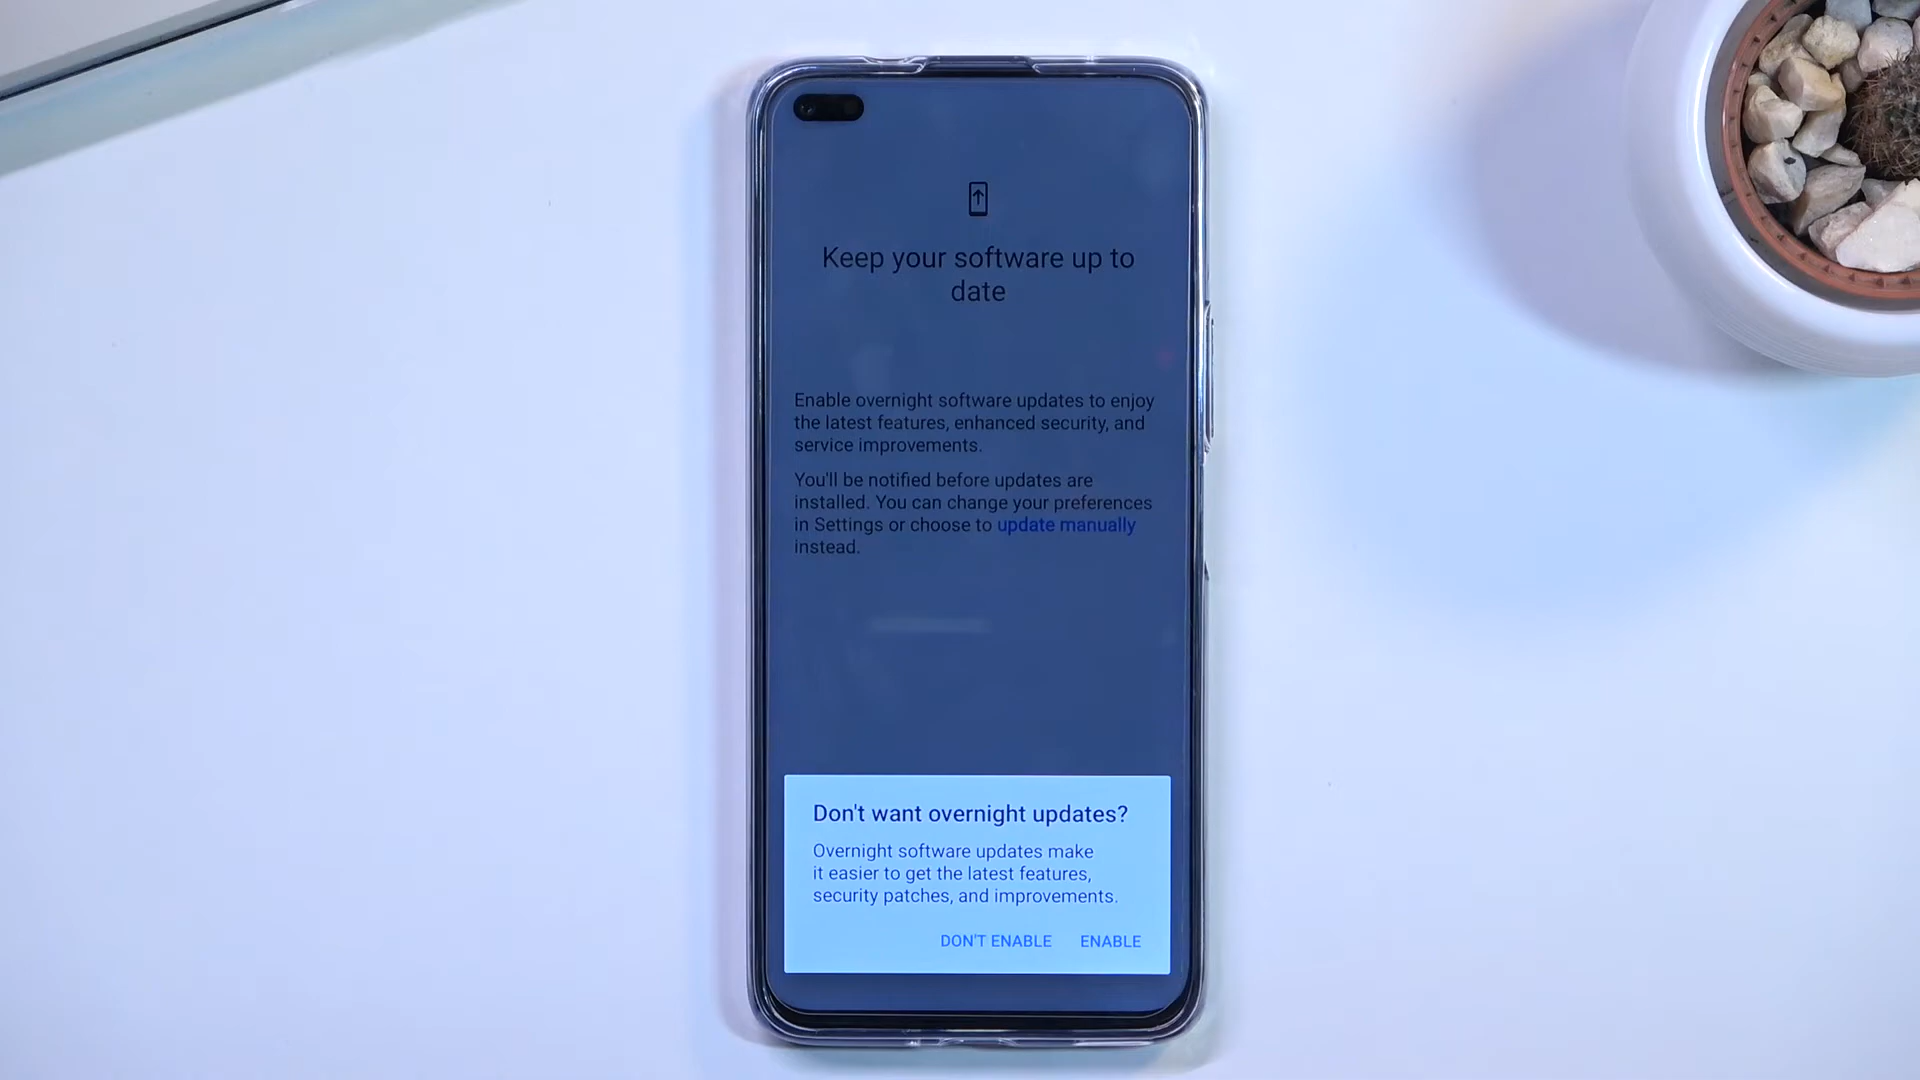 Keep your software up to
date
Enable overnight software updates to enjoy
the latest features, enhanced security, and
service improvements.
You'll be notified before updates are
installed. You can change your preferences
in Settings or choose to update manually
instead.
Don't want overnight updates?
Overnight software updates make
it easier to get the latest features,
security patches, and improvements.
DON'T ENABLE ENABLE